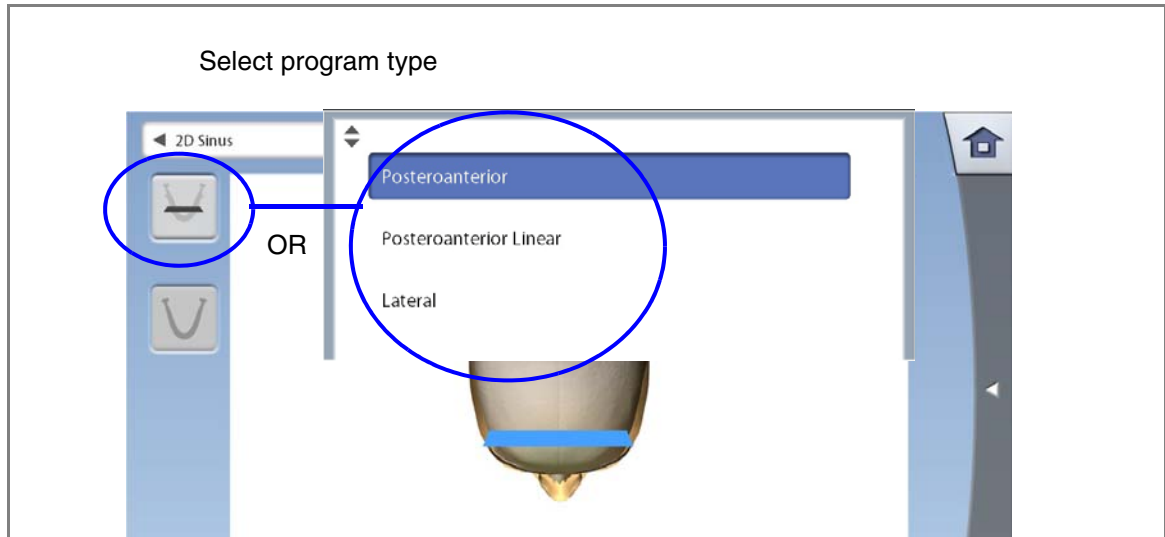 Select program type
2D Sinus
Posteroanterior
OR
Posteroanterior Linear
Lateral